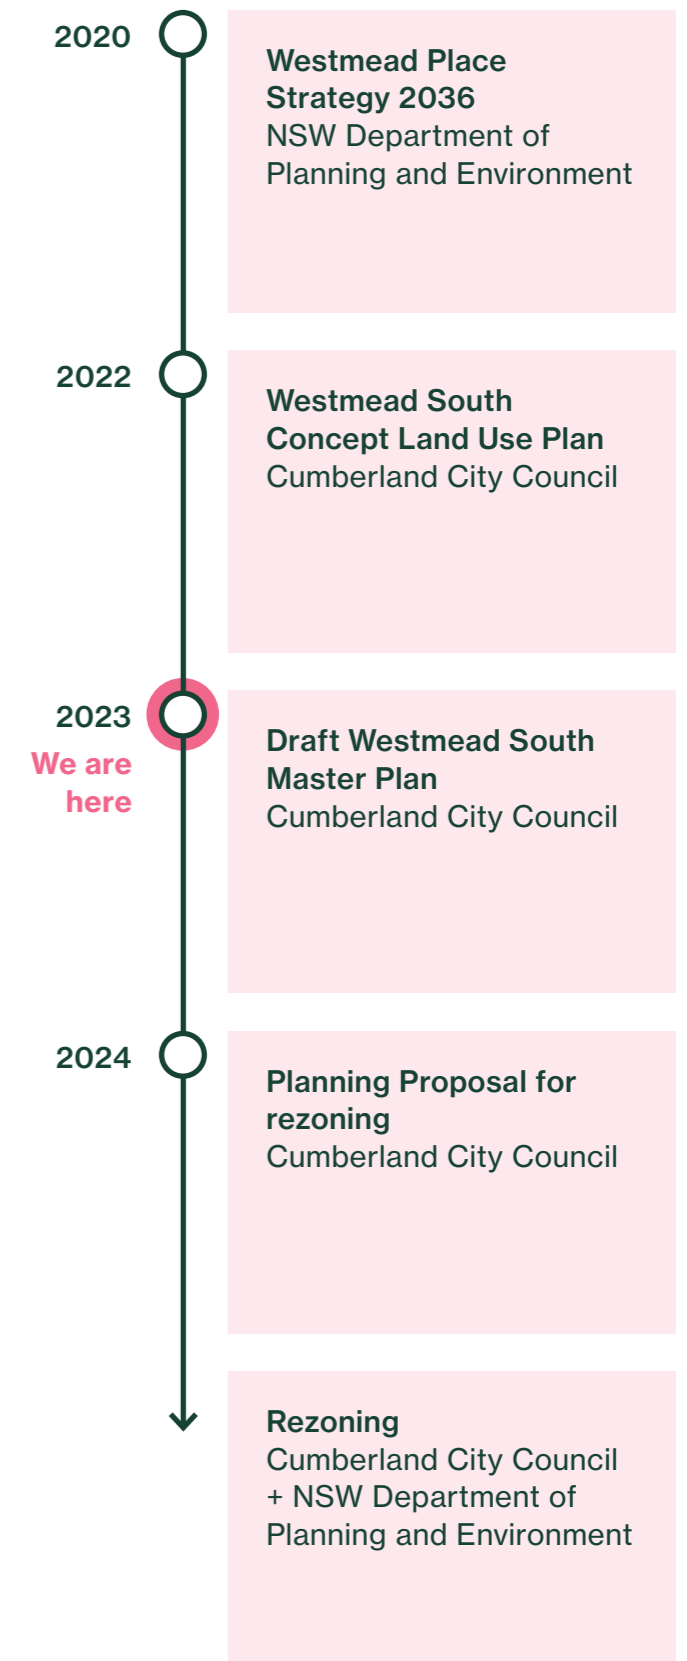 2020
Westmead Place
Strategy 2036
NSW Department of
Planning and Environment
2022
Westmead South
Concept Land Use Plan
Cumberland City Council
2023
We are
here
Draft Westmead South
Master Plan
Cumberland City Council
2024
Planning Proposal for
rezoning
Cumberland City Council
Rezoning
Cumberland City Council
+ NSW Department of
Planning and Environment